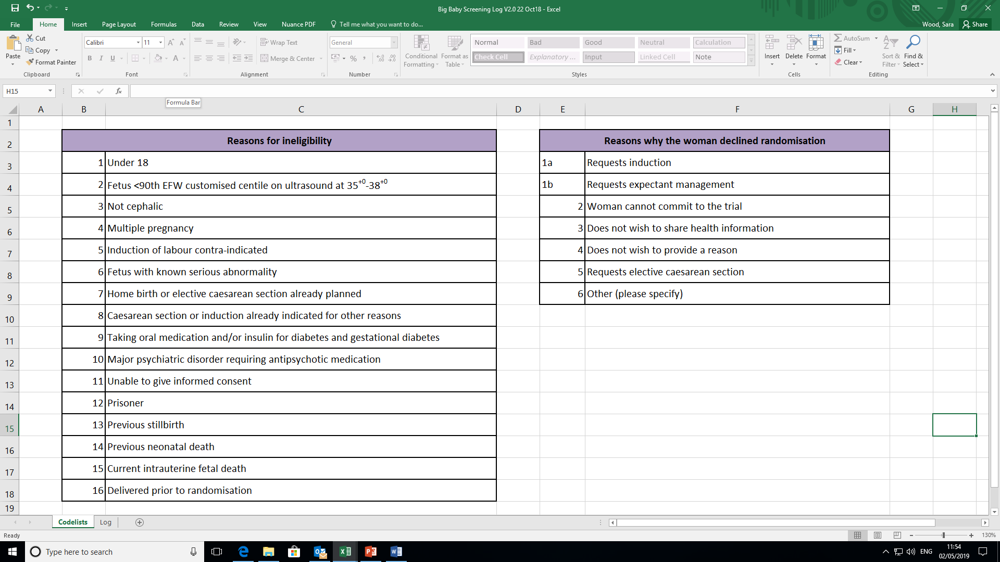 Big Baby Screening Log V2.0 22 Oct18 - Excel
File Home Insert Page Layout Formulas Data Review View Nuance PDF Tell me what you want to do... Wood, Sara Share
Paste Cut Copy Format Painter Clipboard
Calibri 11 B I U A Font
Wrap Text Merge & Center Alignment
General % Number
Conditional Formatting Format as Table
Normal Bad Good Neutral Calculation
Check Cell Explanatory ... Input Linked Cell Note
Styles
Insert Delete Format Cells
AutoSum Fill Clear Sort & Filter Find & Select Editing
H15 fx
Formula Bar
A B C D E F G H
1
2 Reasons for ineligibility Reasons why the woman declined randomisation
3 1 Under 18 1a Requests induction
4 2 Fetus <90th EFW customised centile on ultrasound at 35+0-38+0 1b Requests expectant management
5 3 Not cephalic 2 Woman cannot commit to the trial
6 4 Multiple pregnancy 3 Does not wish to share health information
7 5 Induction of labour contra-indicated 4 Does not wish to provide a reason
8 6 Fetus with known serious abnormality 5 Requests elective caesarean section
9 7 Home birth or elective caesarean section already planned 6 Other (please specify)
10 8 Caesarean section or induction already indicated for other reasons
11 9 Taking oral medication and/or insulin for diabetes and gestational diabetes
12 10 Major psychiatric disorder requiring antipsychotic medication
13 11 Unable to give informed consent
14 12 Prisoner
15 13 Previous stillbirth
16 14 Previous neonatal death
17 15 Current intrauterine fetal death
18 16 Delivered prior to randomisation
19
Codelists Log
Ready 130%
Type here to search ENG 11:54
02/05/2019